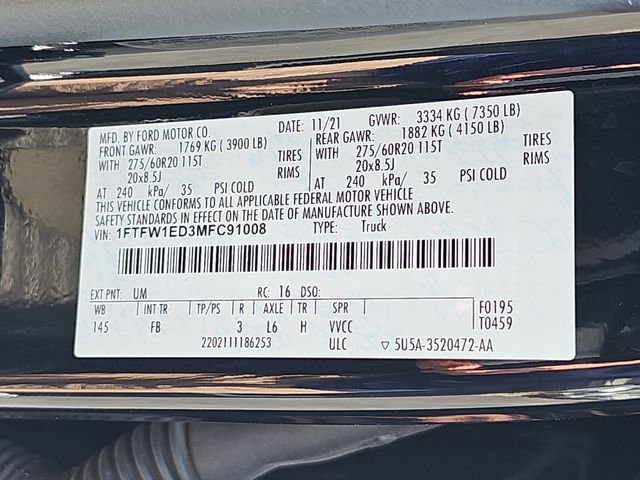 MFD. BY FORD MOTOR CO. DATE: 11/21 GVWR: 3334 KG ( 7350 LB)
FRONT GAWR: 1769 KG ( 3900 LB) REAR GAWR: 1882 KG ( 4150 LB)
WITH 275/60R20 115T TIRES WITH 275/60R20 115T TIRES
20x8.5J RIMS 20x8.5J RIMS
AT 240 kPa/ 35 PSI COLD AT 240 kPa/ 35 PSI COLD
THIS VEHICLE CONFORMS TO ALL APPLICABLE FEDERAL MOTOR VEHICLE
SAFETY STANDARDS IN EFFECT ON THE DATE OF MANUFACTURE SHOWN ABOVE.
VIN: 1FTFW1ED3MFC91008 TYPE: Truck
EXT PNT: UM RC: 16 DSO:
WB INT TR TP/PS R AXLE TR SPR F0195
145 FB 3 L6 H VVCC T0459
2202111186253 ULC ▽ 5U5A-3520472-AA